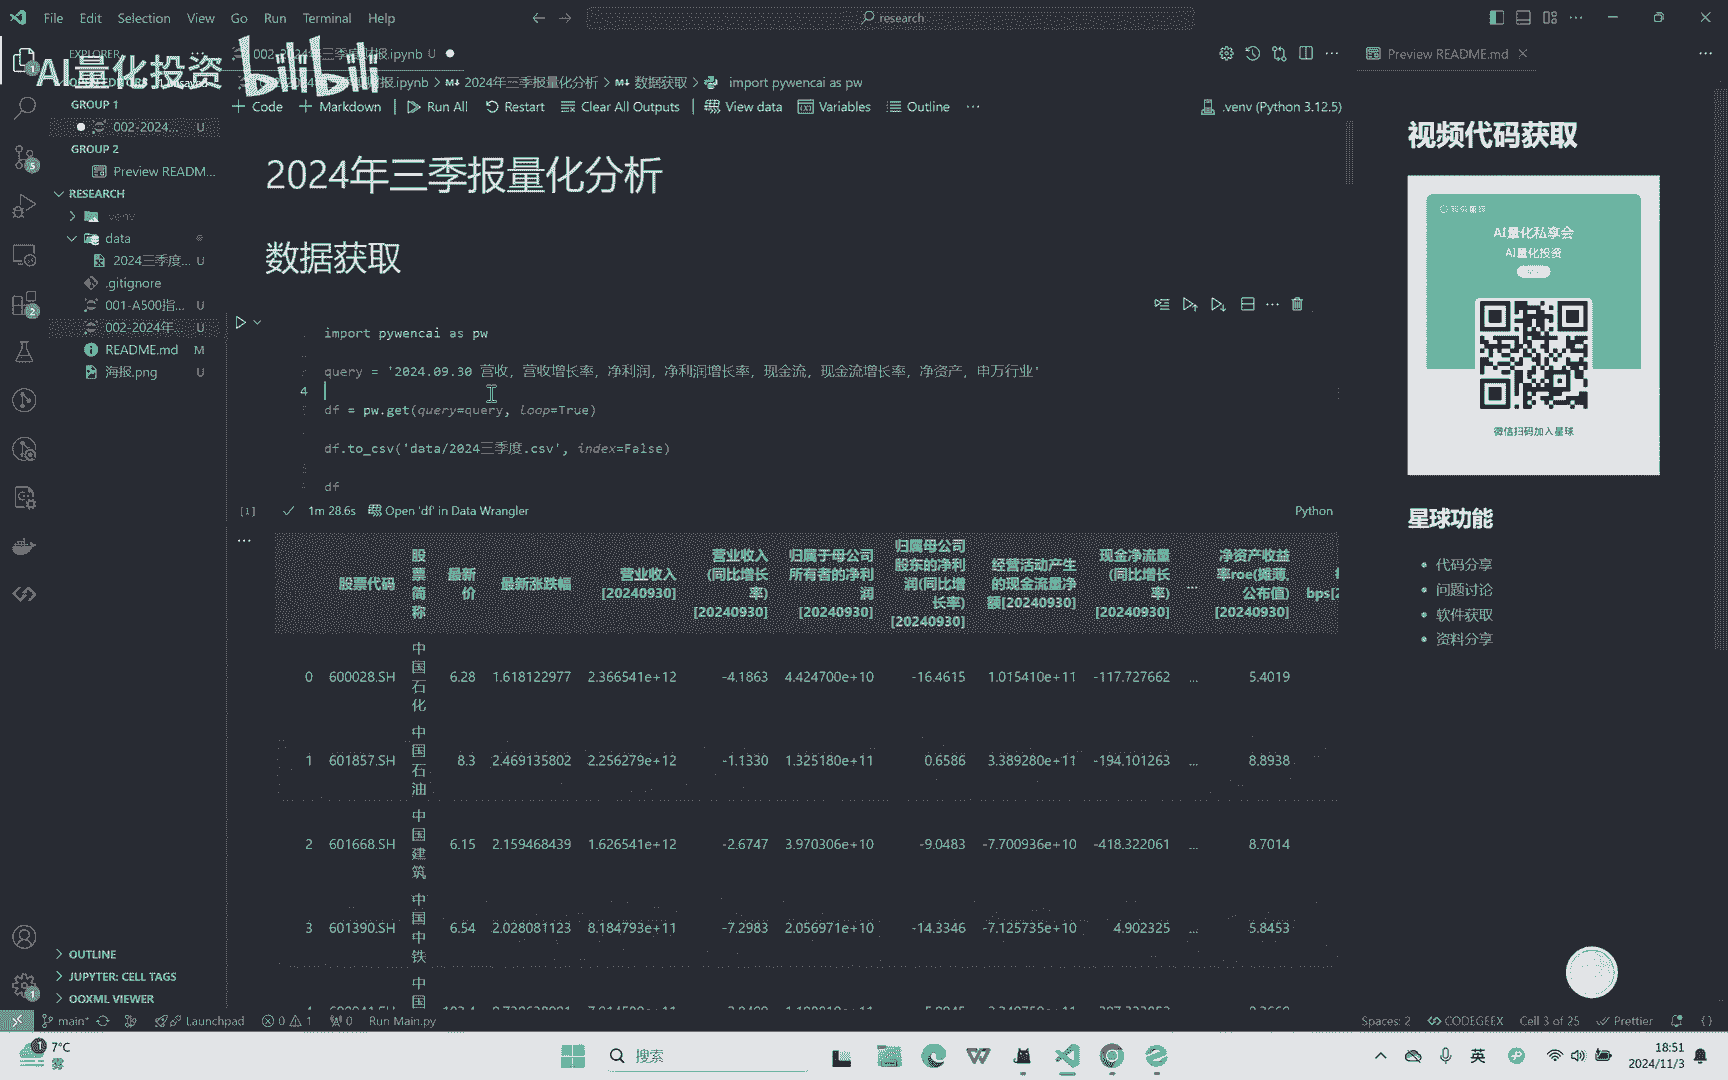 File Edit Selection View Go Run Terminal Help
research
EXPLORER
AI量化投资 bilibili
GROUP 1
002-2024... U
GROUP 2
Preview READM...
RESEARCH
.venv
data
2024三季度... U
.gitignore
001-A500指... U
002-2024年... U
README.md M
海报.png U
OUTLINE
JUPYTER: CELL TAGS
OOXML VIEWER
.ipynb U
.ipynb > 2024年三季报量化分析 > 数据获取 > import pywencai as pw
Code Markdown Run All Restart Clear All Outputs View data Variables Outline ...
.venv (Python 3.12.5)
2024年三季报量化分析
数据获取
import pywencai as pw
query = '2024.09.30 营收, 营收增长率, 净利润, 净利润增长率, 现金流, 现金流增长率, 净资产, 申万行业'
4
df = pw.get(query=query, loop=True)
df.to_csv('data/2024三季度.csv', index=False)
df
[1] 1m 28.6s Open 'df' in Data Wrangler Python
股票代码 股票简称 最新价 最新涨跌幅 营业收入[20240930] 营业收入(同比增长率)[20240930] 归属于母公司所有者的净利润[20240930] 归属母公司股东的净利润(同比增长率)[20240930] 经营活动产生的现金流量净额[20240930] 现金净流量(同比增长率)[20240930] ... 净资产收益率roe(摊薄,公布值)[20240930] bps[2
0 600028.SH 中国石化 6.28 1.618122977 2.366541e+12 -4.1863 4.424700e+10 -16.4615 1.015410e+11 -117.727662 ... 5.4019
1 601857.SH 中国石油 8.3 2.469135802 2.256279e+12 -1.1330 1.325180e+11 0.6586 3.389280e+11 -194.101263 ... 8.8938
2 601668.SH 中国建筑 6.15 2.159468439 1.626541e+12 -2.6747 3.970306e+10 -9.0483 -7.700936e+10 -418.322061 ... 8.7014
3 601390.SH 中国中铁 6.54 2.028081123 8.184793e+11 -7.2983 2.056971e+10 -14.3346 -7.125735e+10 4.902325 ... 5.8453
中国
Preview README.md
视频代码获取
知识星球
AI量化私享会
AI量化投资
微信扫码加入星球
星球功能
代码分享
问题讨论
软件获取
资料分享
main* Launchpad 0 1 0 Run Main.py
Spaces: 2 CODEGEEX Cell 3 of 25 Prettier
7°C
雾
搜索
英
18:51
2024/11/3